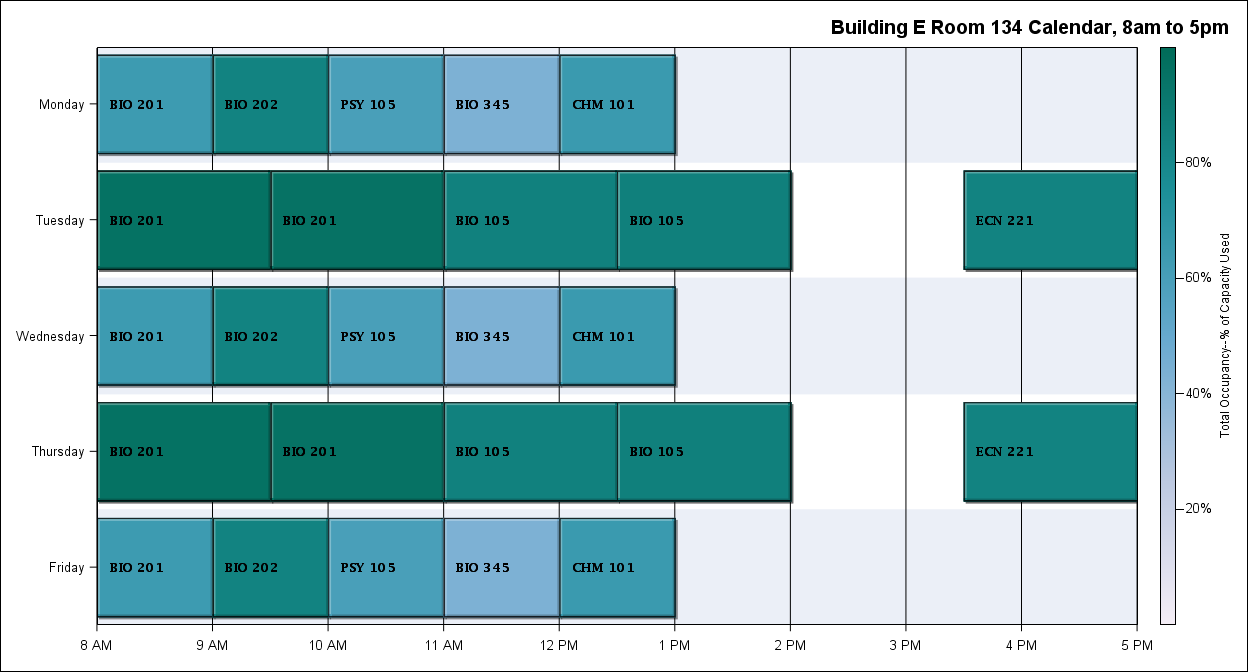 Building E Room 134 Calendar, 8am to 5pm
Monday
BIO 201
BIO 202
PSY 105
BIO 345
CHM 101
Tuesday
BIO 201
BIO 201
BIO 105
BIO 105
ECN 221
Wednesday
BIO 201
BIO 202
PSY 105
BIO 345
CHM 101
Thursday
BIO 201
BIO 201
BIO 105
BIO 105
ECN 221
Friday
BIO 201
BIO 202
PSY 105
BIO 345
CHM 101
8 AM
9 AM
10 AM
11 AM
12 PM
1 PM
2 PM
3 PM
4 PM
5 PM
80%
60%
40%
20%
Total Occupancy--% of Capacity Used